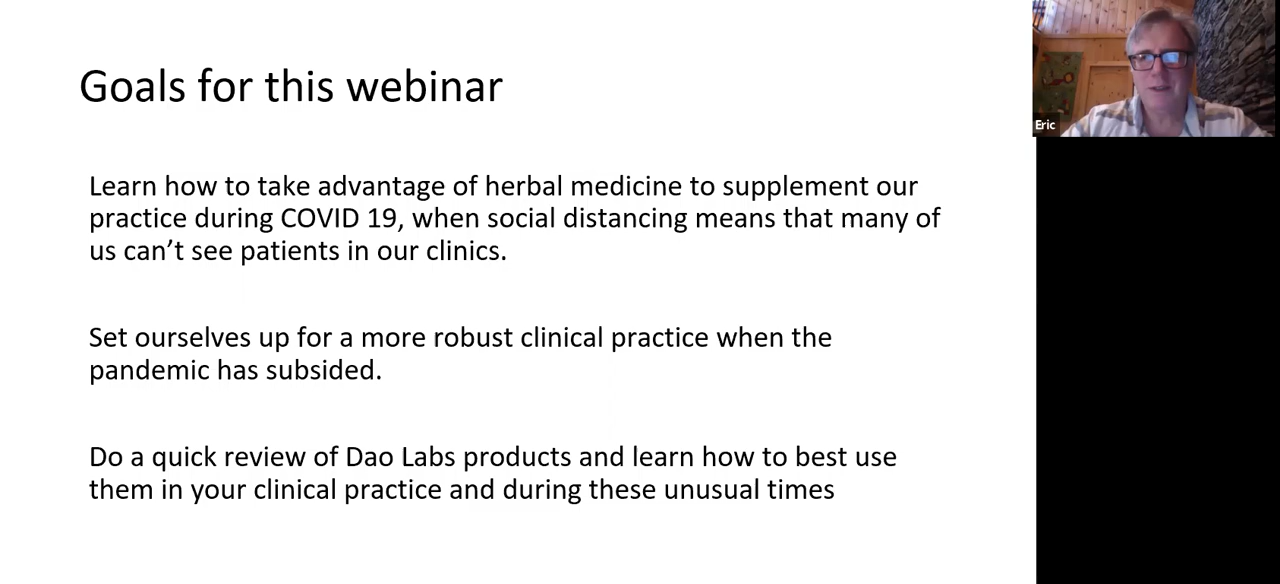 Goals for this webinar
Learn how to take advantage of herbal medicine to supplement our
practice during COVID 19, when social distancing means that many of
us can’t see patients in our clinics.
Set ourselves up for a more robust clinical practice when the
pandemic has subsided.
Do a quick review of Dao Labs products and learn how to best use
them in your clinical practice and during these unusual times
Eric